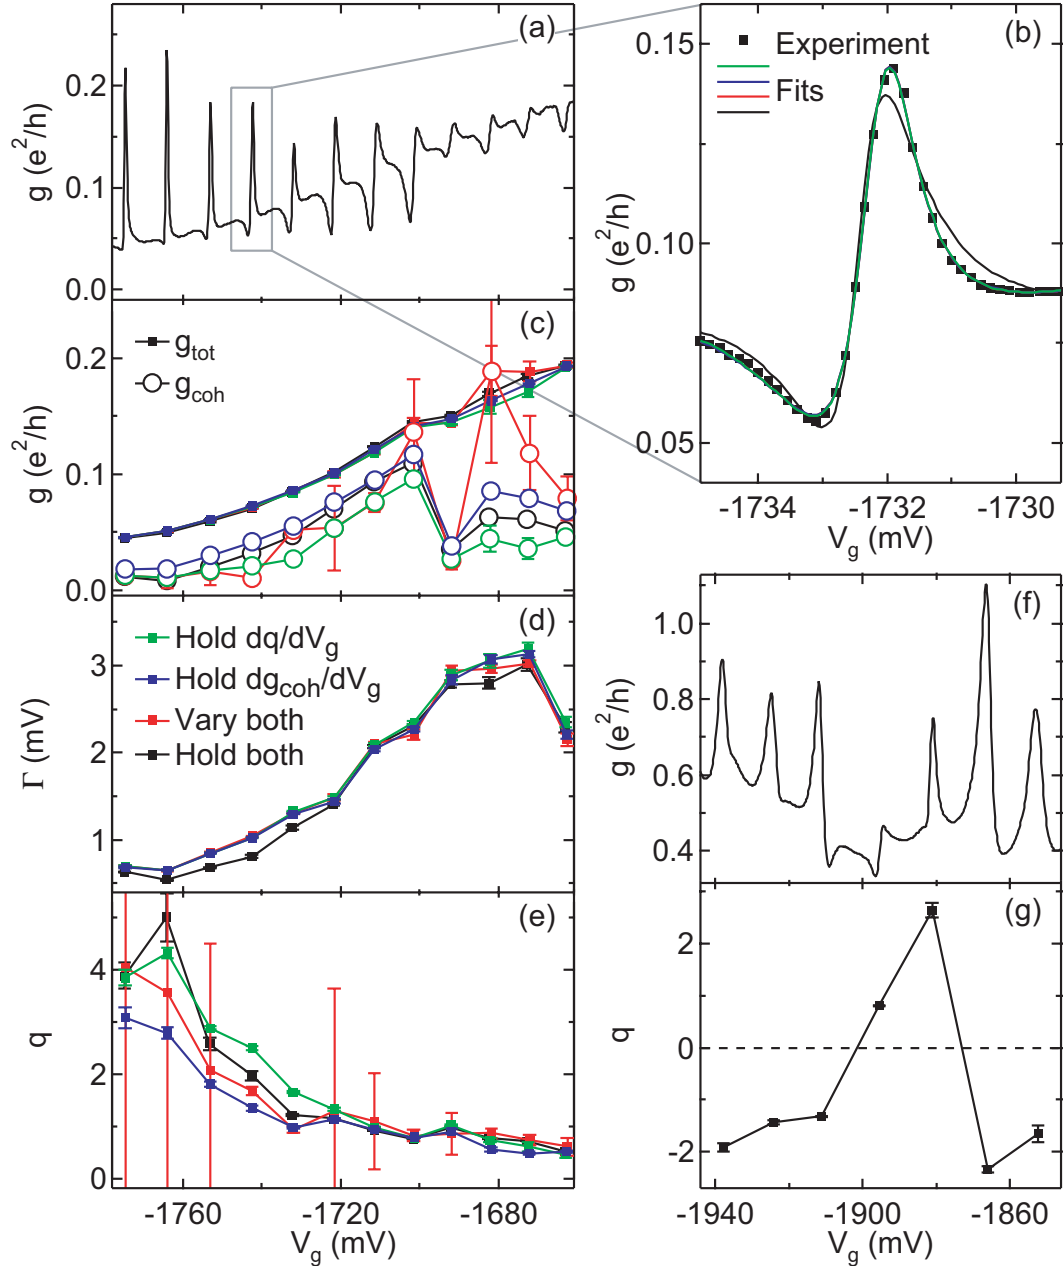 (a)
g (e²/h)
0.2
0.1
0.0
(b)
Experiment
Fits
g (e²/h)
0.15
0.10
0.05
-1734
-1732
-1730
V_g (mV)
(c)
g_tot
g_coh
g (e²/h)
0.2
0.1
0.0
(d)
Hold dq/dV_g
Hold dg_coh/dV_g
Vary both
Hold both
Γ (mV)
3
2
1
(e)
q
4
2
0
-1760
-1720
-1680
V_g (mV)
(f)
g (e²/h)
1.0
0.8
0.6
0.4
(g)
q
2
0
-2
-1940
-1900
-1860
V_g (mV)